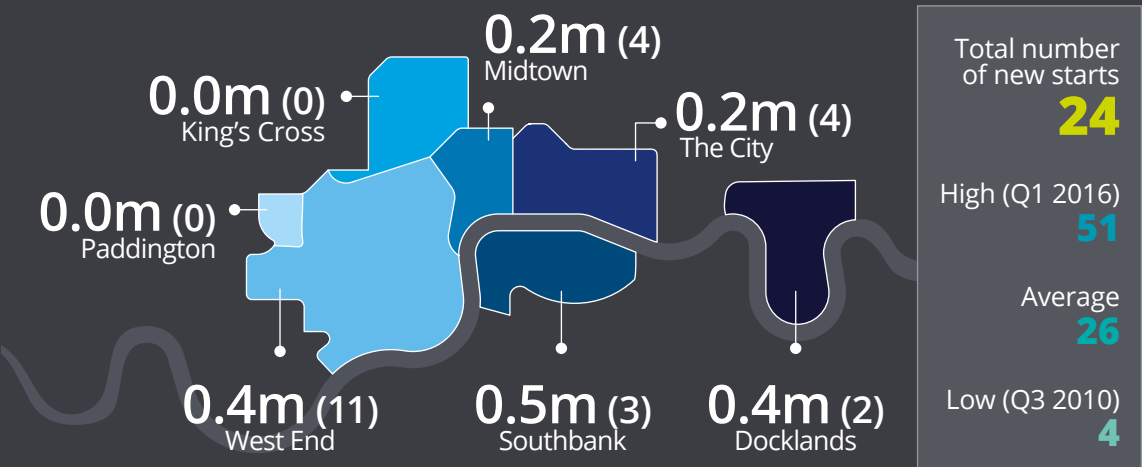 0.2m (4)
Midtown
0.0m (0)
King's Cross
0.2m (4)
The City
0.0m (0)
Paddington
0.4m (11)
West End
0.5m (3)
Southbank
0.4m (2)
Docklands
Total number
of new starts
24
High (Q1 2016)
51
Average
26
Low (Q3 2010)
4